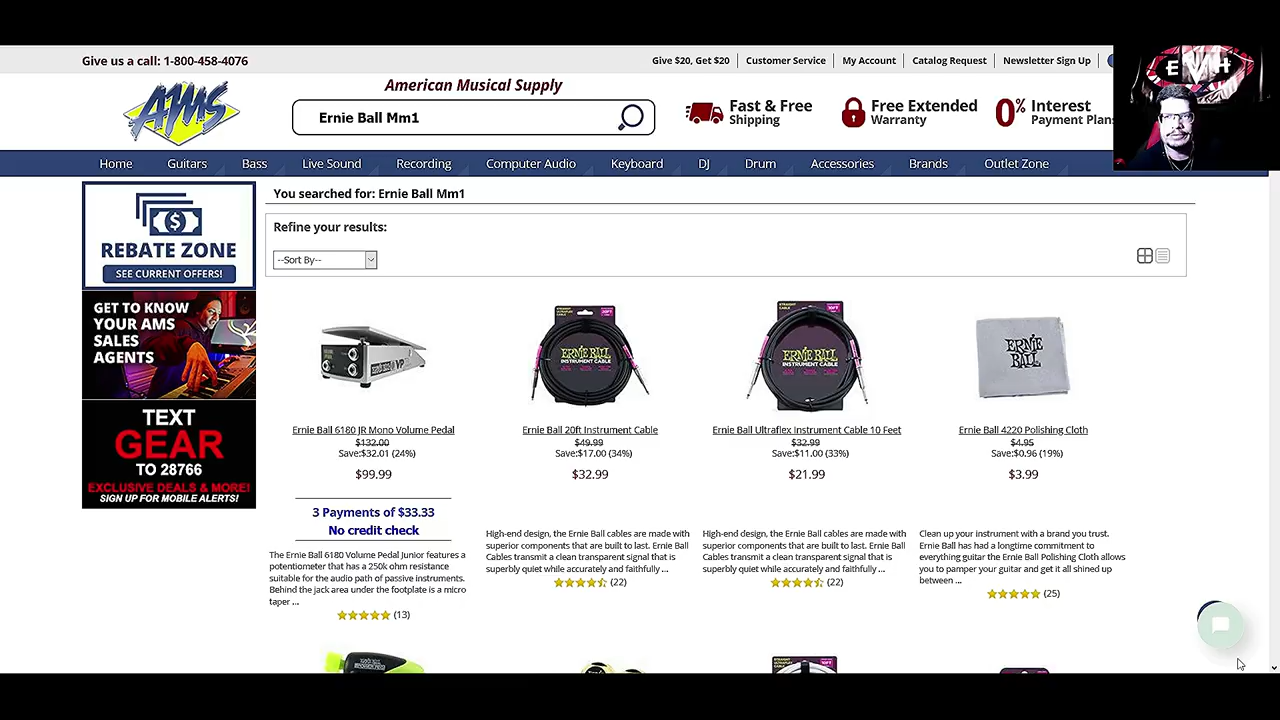 Give us a call: 1-800-458-4076
Give $20, Get $20
Customer Service
My Account
Catalog Request
Newsletter Sign Up
AMS
American Musical Supply
Ernie Ball Mm1
Fast & Free
Shipping
Free Extended
Warranty
0%
Interest
Payment Plans
E V H
Home
Guitars
Bass
Live Sound
Recording
Computer Audio
Keyboard
DJ
Drum
Accessories
Brands
Outlet Zone
REBATE ZONE
SEE CURRENT OFFERS!
GET TO KNOW
YOUR AMS
SALES
AGENTS
TEXT
GEAR
TO 28766
EXCLUSIVE DEALS & MORE!
SIGN UP FOR MOBILE ALERTS!
You searched for: Ernie Ball Mm1
Refine your results:
--Sort By--
VP
ERNIE BALL
INSTRUMENT CABLE
ERNIE BALL
INSTRUMENT CABLE
ERNIE
BALL
Ernie Ball 6180 JR Mono Volume Pedal
$132.00
Save:$32.01 (24%)
$99.99
3 Payments of $33.33
No credit check
The Ernie Ball 6180 Volume Pedal Junior features a
potentiometer that has a 250k ohm resistance
suitable for the audio path of passive instruments.
Behind the jack area under the footplate is a micro
taper ...
(13)
Ernie Ball 20ft Instrument Cable
$49.99
Save:$17.00 (34%)
$32.99
High-end design, the Ernie Ball cables are made with
superior components that are built to last. Ernie Ball
Cables transmit a clean transparent signal that is
superbly quiet while accurately and faithfully ...
(22)
Ernie Ball Ultraflex Instrument Cable 10 Feet
$32.99
Save:$11.00 (33%)
$21.99
High-end design, the Ernie Ball cables are made with
superior components that are built to last. Ernie Ball
Cables transmit a clean transparent signal that is
superbly quiet while accurately and faithfully ...
(22)
Ernie Ball 4220 Polishing Cloth
$4.95
Save:$0.96 (19%)
$3.99
Clean up your instrument with a brand you trust.
Ernie Ball has had a longtime commitment to
everything guitar the Ernie Ball Polishing Cloth allows
you to pamper your guitar and get it all shined up
between ...
(25)